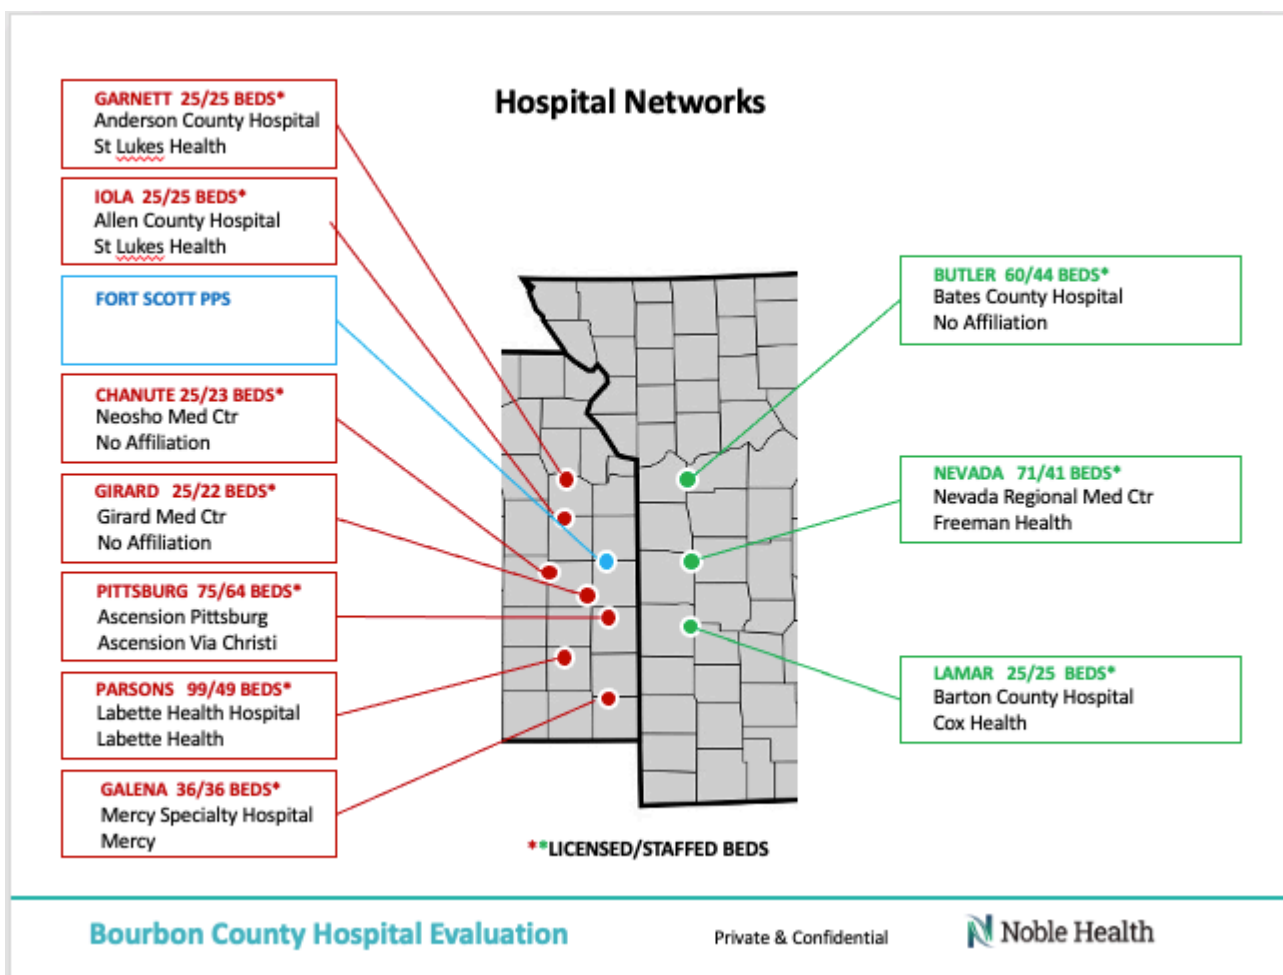 Hospital Networks
GARNETT 25/25 BEDS*
Anderson County Hospital
St Lukes Health
IOLA 25/25 BEDS*
Allen County Hospital
St Lukes Health
FORT SCOTT PPS
CHANUTE 25/23 BEDS*
Neosho Med Ctr
No Affiliation
GIRARD 25/22 BEDS*
Girard Med Ctr
No Affiliation
PITTSBURG 75/64 BEDS*
Ascension Pittsburg
Ascension Via Christi
PARSONS 99/49 BEDS*
Labette Health Hospital
Labette Health
GALENA 36/36 BEDS*
Mercy Specialty Hospital
Mercy
BUTLER 60/44 BEDS*
Bates County Hospital
No Affiliation
NEVADA 71/41 BEDS*
Nevada Regional Med Ctr
Freeman Health
LAMAR 25/25 BEDS*
Barton County Hospital
Cox Health
**LICENSED/STAFFED BEDS
Bourbon County Hospital Evaluation
Private & Confidential
Noble Health